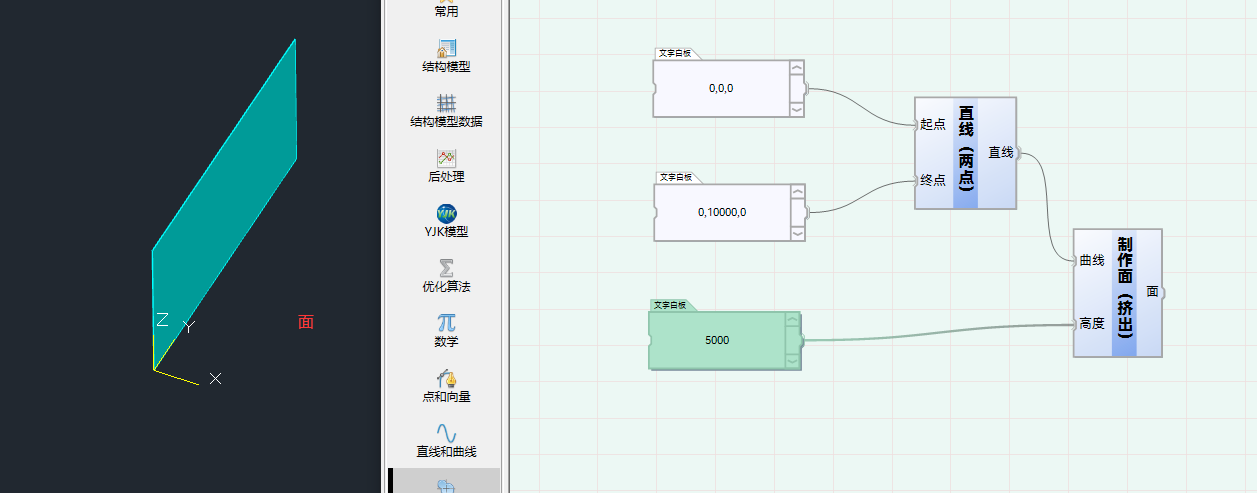 Z
Y
X
面
常用
结构模型
结构模型数据
后处理
YJK
YJK模型
优化算法
数学
点和向量
直线和曲线
文字白板
0,0,0
文字白板
0,10000,0
文字白板
5000
起点
终点
直线（两点）
直线
曲线
高度
制作面（挤出）
面